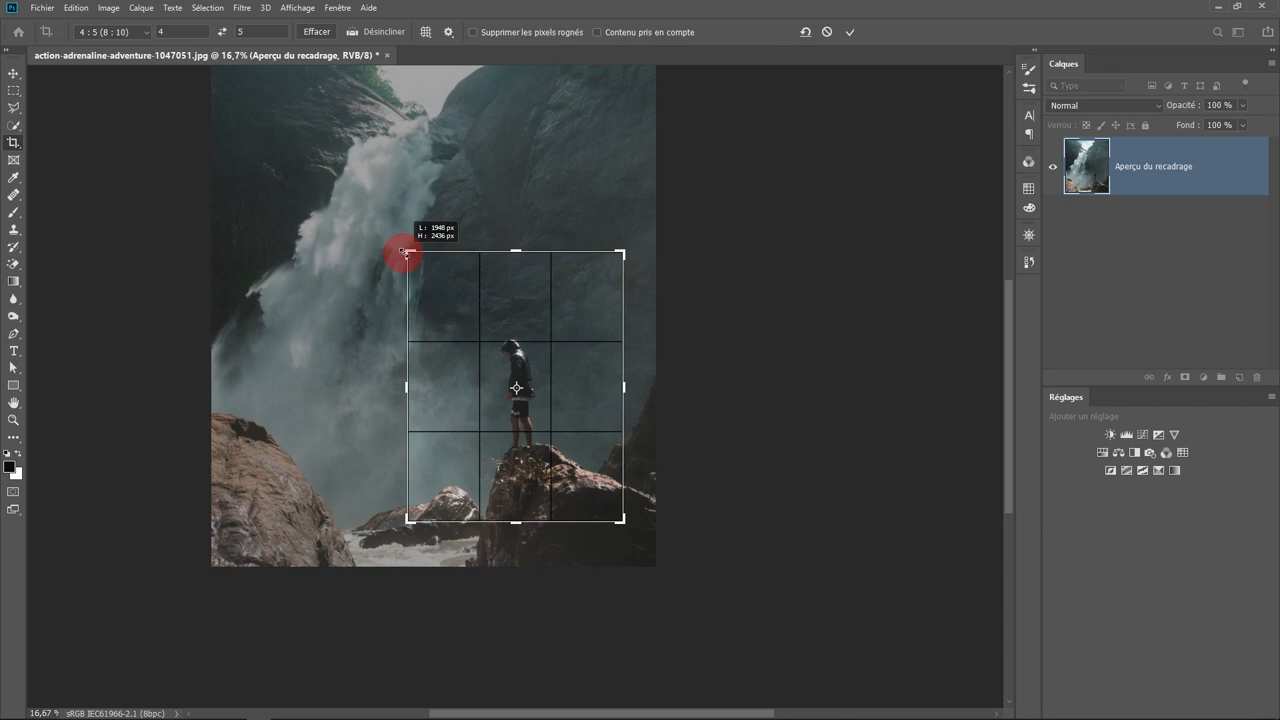 Ps Fichier Edition Image Calque Texte Sélection Filtre 3D Affichage Fenêtre Aide
4 : 5 (8 : 10) 4 5 Effacer Désincliner Supprimer les pixels rognés Contenu pris en compte
action-adrenaline-adventure-1047051.jpg @ 16,7% (Aperçu du recadrage, RVB/8) * ×
Calques
Type
Normal Opacité : 100 %
Verrou : Fond : 100 %
Aperçu du recadrage
L : 1948 px
H : 2436 px
Réglages
Ajouter un réglage
16,67 % sRGB IEC61966-2.1 (8bpc)